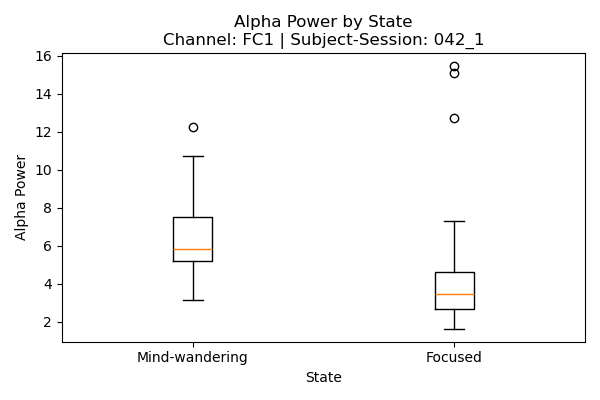 Alpha Power by State
Channel: FC1 | Subject-Session: 042_1
16
14
12
10
8
6
4
2
Alpha Power
Mind-wandering
Focused
State